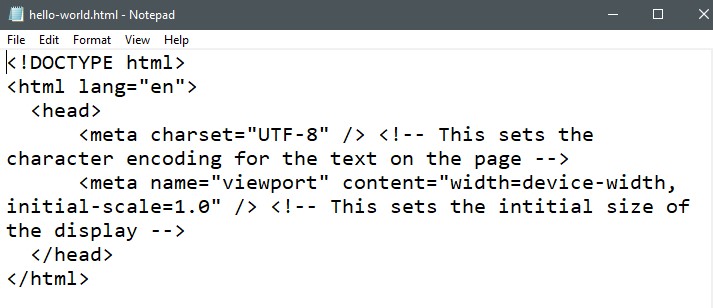 hello-world.html - Notepad
File Edit Format View Help
<!DOCTYPE html>
<html lang="en">
  <head>
      <meta charset="UTF-8" /> <!-- This sets the
character encoding for the text on the page -->
      <meta name="viewport" content="width=device-width,
initial-scale=1.0" /> <!-- This sets the intitial size of
the display -->
  </head>
</html>